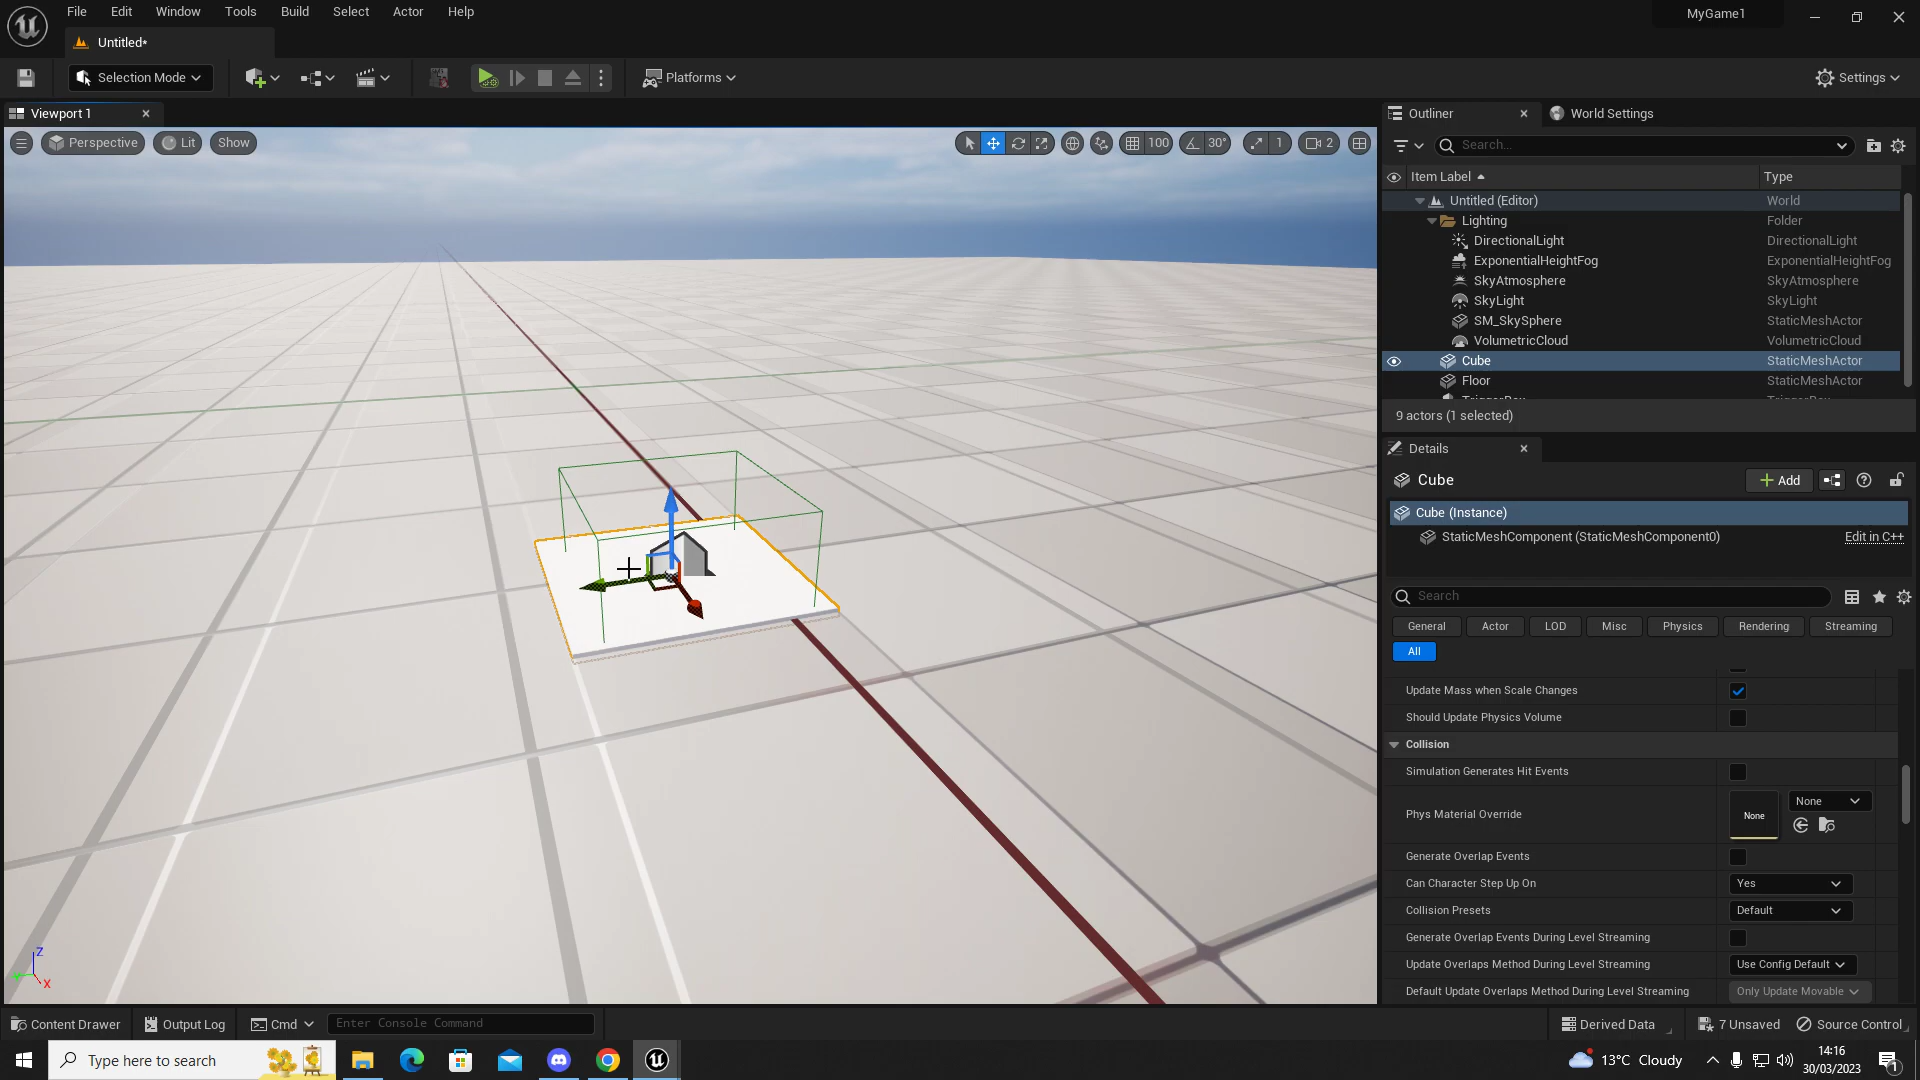 File Edit Window Tools Build Select Actor Help
MyGame1
Untitled*
Selection Mode
Platforms
Settings
Viewport 1
Perspective
Lit
Show
100
30°
1
2
Outliner
World Settings
Search...
Item Label
Type
Untitled (Editor) World
Lighting Folder
DirectionalLight DirectionalLight
ExponentialHeightFog ExponentialHeightFog
SkyAtmosphere SkyAtmosphere
SkyLight SkyLight
SM_SkySphere StaticMeshActor
VolumetricCloud VolumetricCloud
Cube StaticMeshActor
Floor StaticMeshActor
9 actors (1 selected)
Details
Cube
Add
Cube (Instance)
StaticMeshComponent (StaticMeshComponent0) Edit in C++
Search
General Actor LOD Misc Physics Rendering Streaming
All
Update Mass when Scale Changes
Should Update Physics Volume
Collision
Simulation Generates Hit Events
Phys Material Override None None
Generate Overlap Events
Can Character Step Up On Yes
Collision Presets Default
Generate Overlap Events During Level Streaming
Update Overlaps Method During Level Streaming Use Config Default
Default Update Overlaps Method During Level Streaming Only Update Movable
Z
X
Content Drawer
Output Log
Cmd
Enter Console Command
Derived Data
7 Unsaved
Source Control
Type here to search
13°C Cloudy
14:16
30/03/2023
1